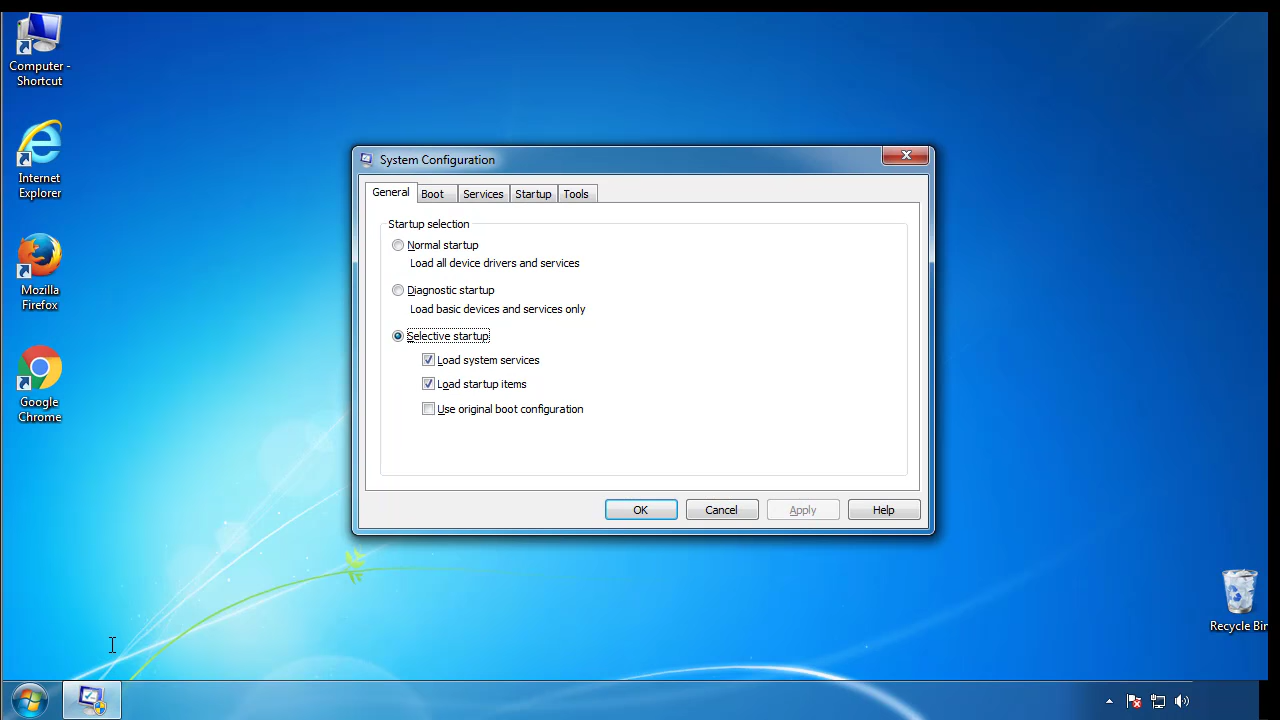 Computer -
Shortcut
Internet
Explorer
Mozilla
Firefox
Google
Chrome
System Configuration
General
Boot
Services
Startup
Tools
Startup selection
Normal startup
Load all device drivers and services
Diagnostic startup
Load basic devices and services only
Selective startup
Load system services
Load startup items
Use original boot configuration
OK
Cancel
Apply
Help
Recycle Bin